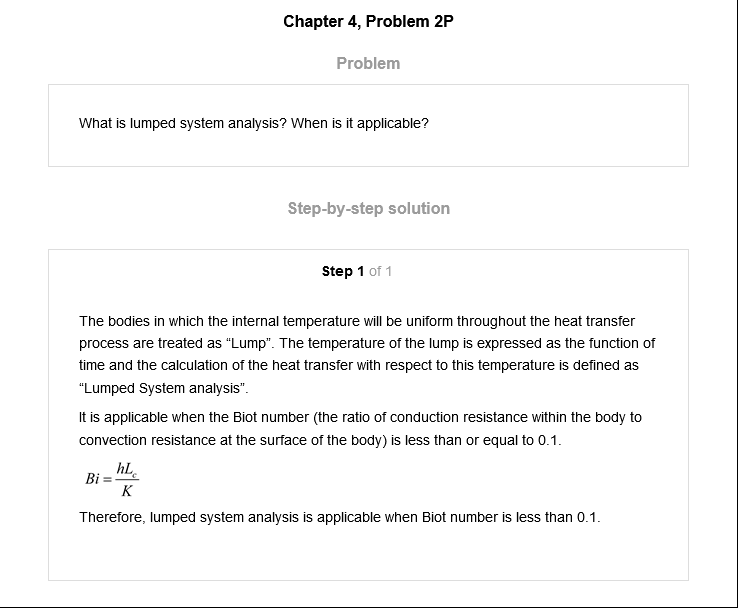 Chapter 4, Problem 2P
Problem
What is lumped system analysis? When is it applicable?
Step-by-step solution
Step 1 of 1
The bodies in which the internal temperature will be uniform throughout the heat transfer
process are treated as “Lump”. The temperature of the lump is expressed as the function of
time and the calculation of the heat transfer with respect to this temperature is defined as
“Lumped System analysis”.
It is applicable when the Biot number (the ratio of conduction resistance within the body to
convection resistance at the surface of the body) is less than or equal to 0.1.
Bi = hL_c / K
Therefore, lumped system analysis is applicable when Biot number is less than 0.1.